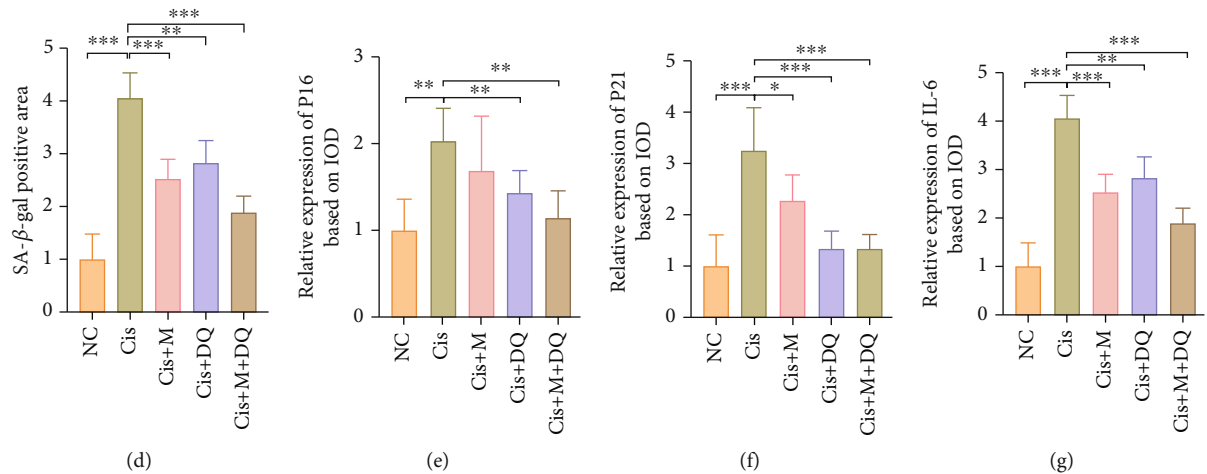 ***
**
***
***
5
4
3
2
1
0
SA-β-gal positive area
NC
Cis
Cis+M
Cis+DQ
Cis+M+DQ
(d)
**
**
**
3
2
1
0
Relative expression of P16
based on IOD
NC
Cis
Cis+M
Cis+DQ
Cis+M+DQ
(e)
***
***
***
*
5
4
3
2
1
0
Relative expression of P21
based on IOD
NC
Cis
Cis+M
Cis+DQ
Cis+M+DQ
(f)
***
**
***
***
5
4
3
2
1
0
Relative expression of IL-6
based on IOD
NC
Cis
Cis+M
Cis+DQ
Cis+M+DQ
(g)